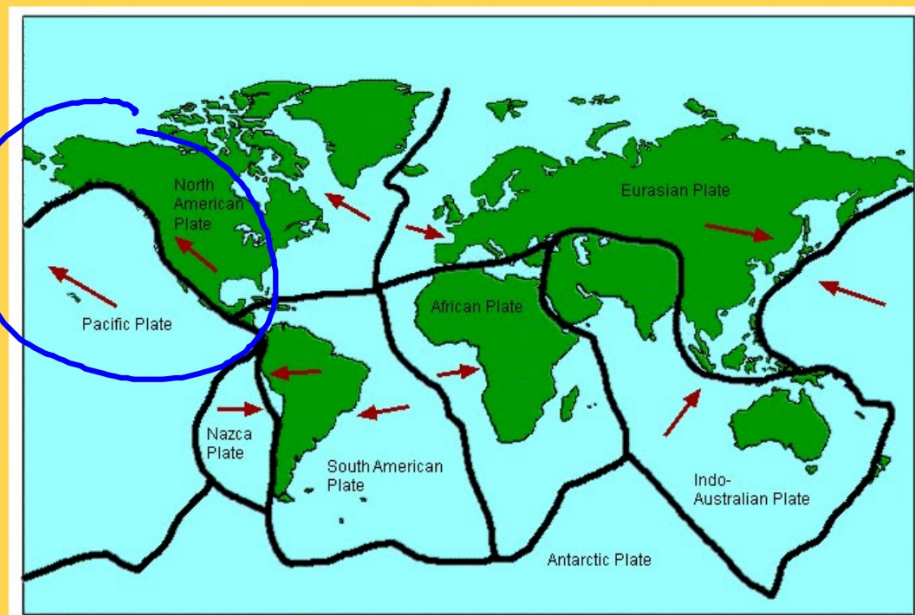 North
American
Plate
Eurasian Plate
Pacific Plate
African Plate
Nazca
Plate
South American
Plate
Indo-
Australian Plate
Antarctic Plate